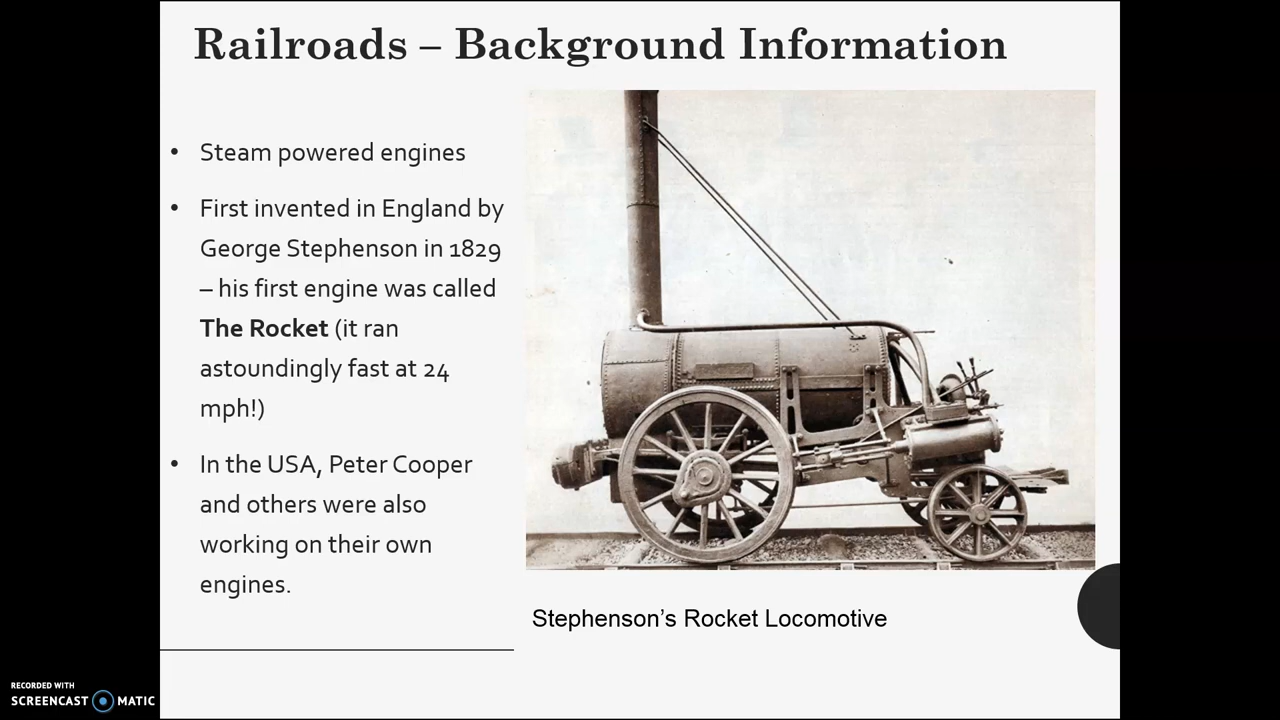 Railroads – Background Information
• Steam powered engines
• First invented in England by
George Stephenson in 1829
– his first engine was called
The Rocket (it ran
astoundingly fast at 24
mph!)
• In the USA, Peter Cooper
and others were also
working on their own
engines.
Stephenson’s Rocket Locomotive
RECORDED WITH
SCREENCAST MATIC